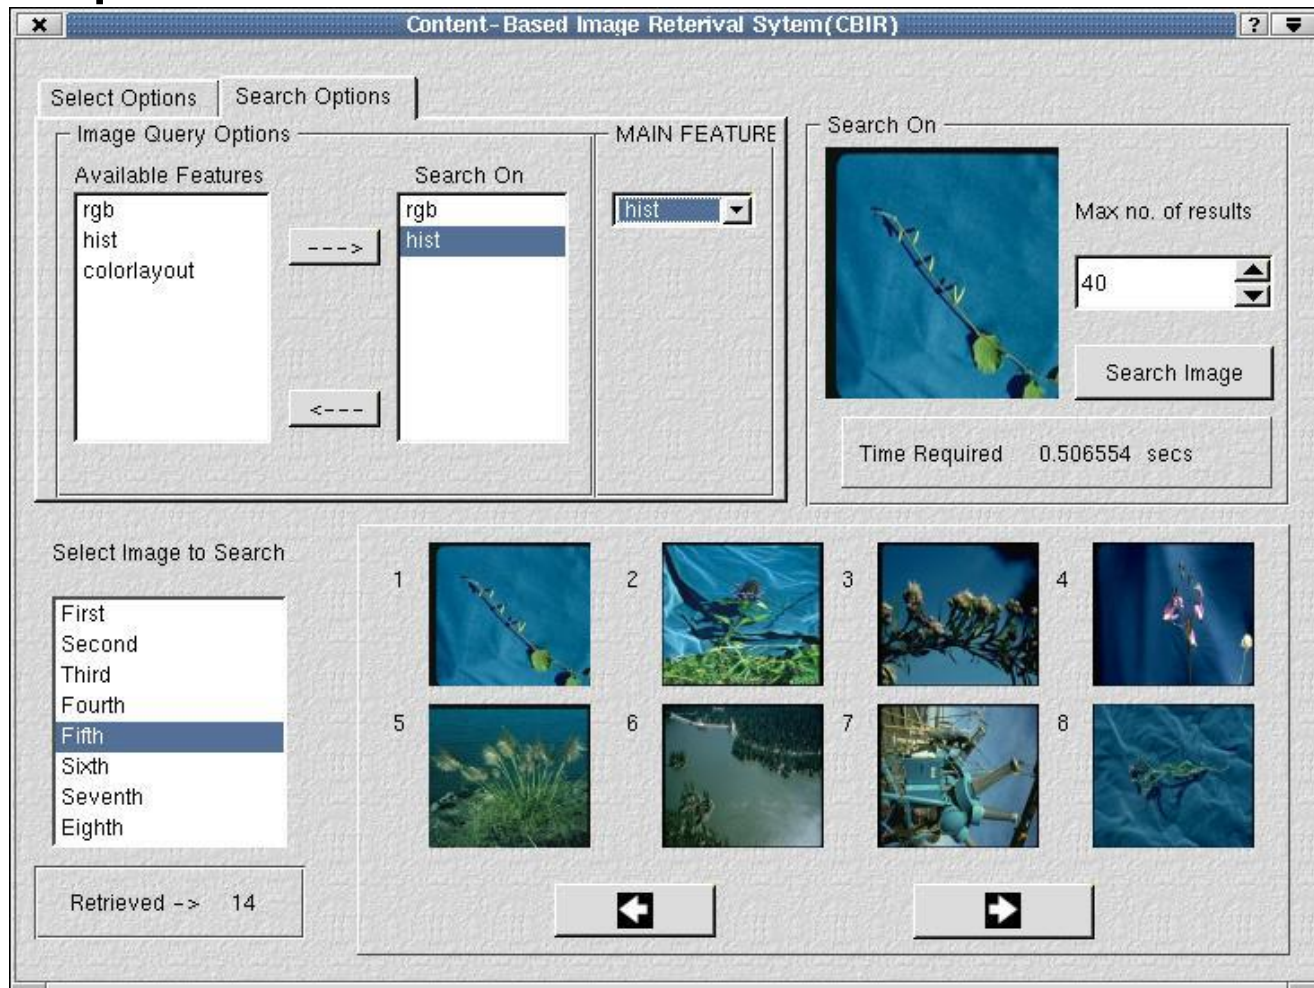 Content-Based Image Reterival Sytem(CBIR)
?
Select Options
Search Options
Image Query Options
MAIN FEATURE
Available Features
Search On
rgb
hist
colorlayout
--->
<---
rgb
hist
hist
Search On
Max no. of results
40
Search Image
Time Required 0.506554 secs
Select Image to Search
First
Second
Third
Fourth
Fifth
Sixth
Seventh
Eighth
Retrieved -> 14
1
2
3
4
5
6
7
8